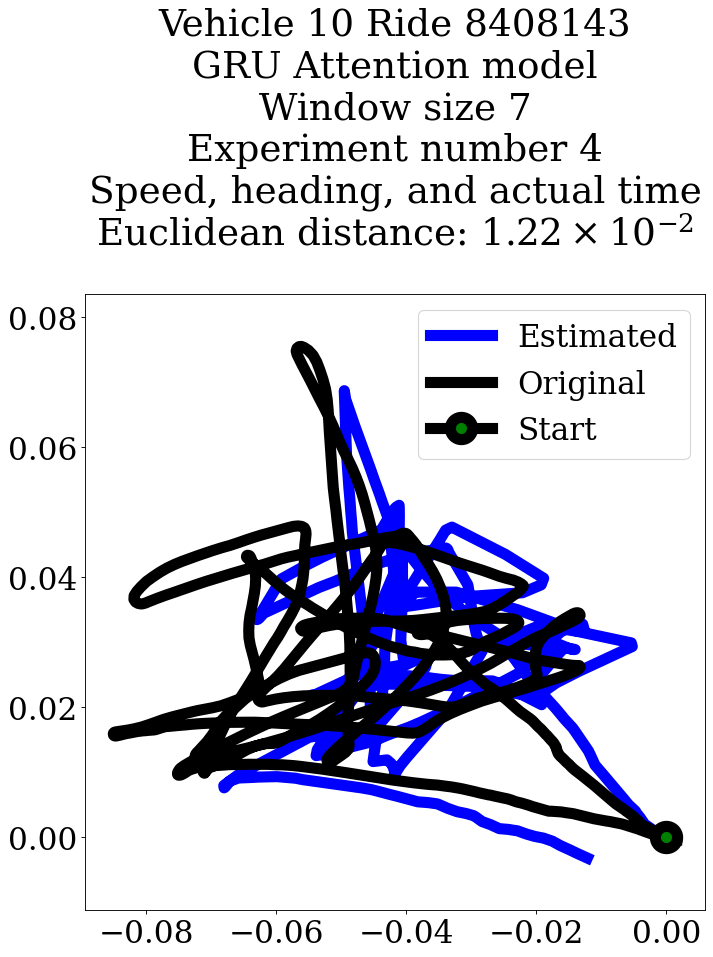 Vehicle 10 Ride 8408143
GRU Attention model
Window size 7
Experiment number 4
Speed, heading, and actual time
Euclidean distance: 1.22 × 10⁻²
0.08
0.06
0.04
0.02
0.00
Estimated
Original
Start
−0.08 −0.06 −0.04 −0.02 0.00